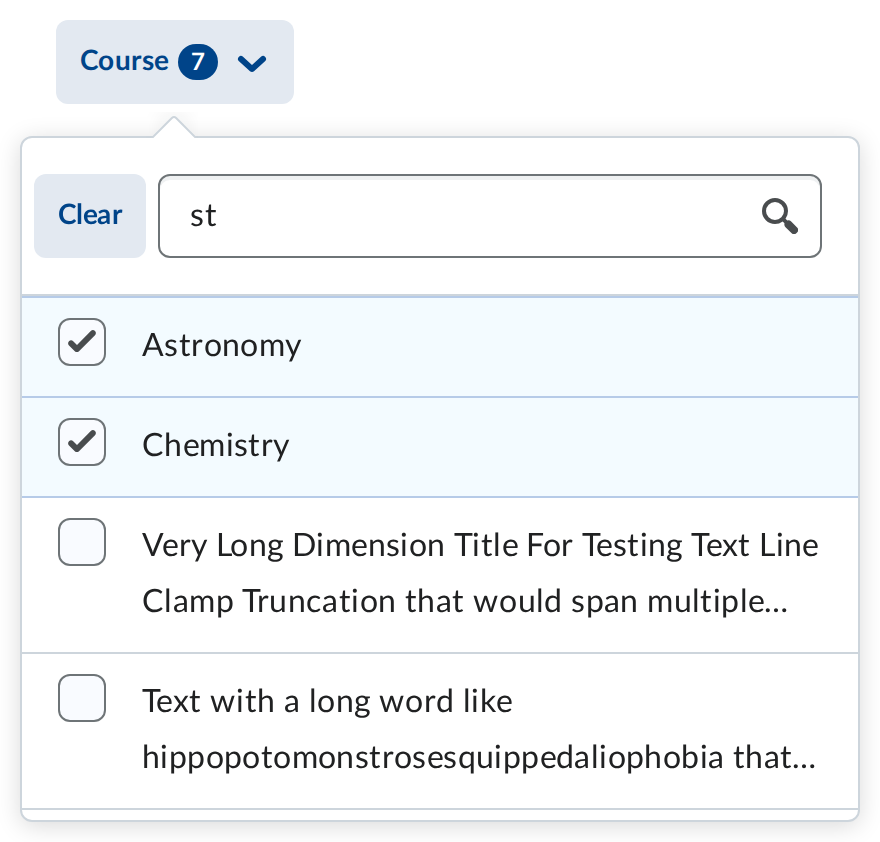 Course 7
Clear
st
Astronomy
Chemistry
Very Long Dimension Title For Testing Text Line
Clamp Truncation that would span multiple...
Text with a long word like
hippopotomonstrosesquippedaliophobia that...